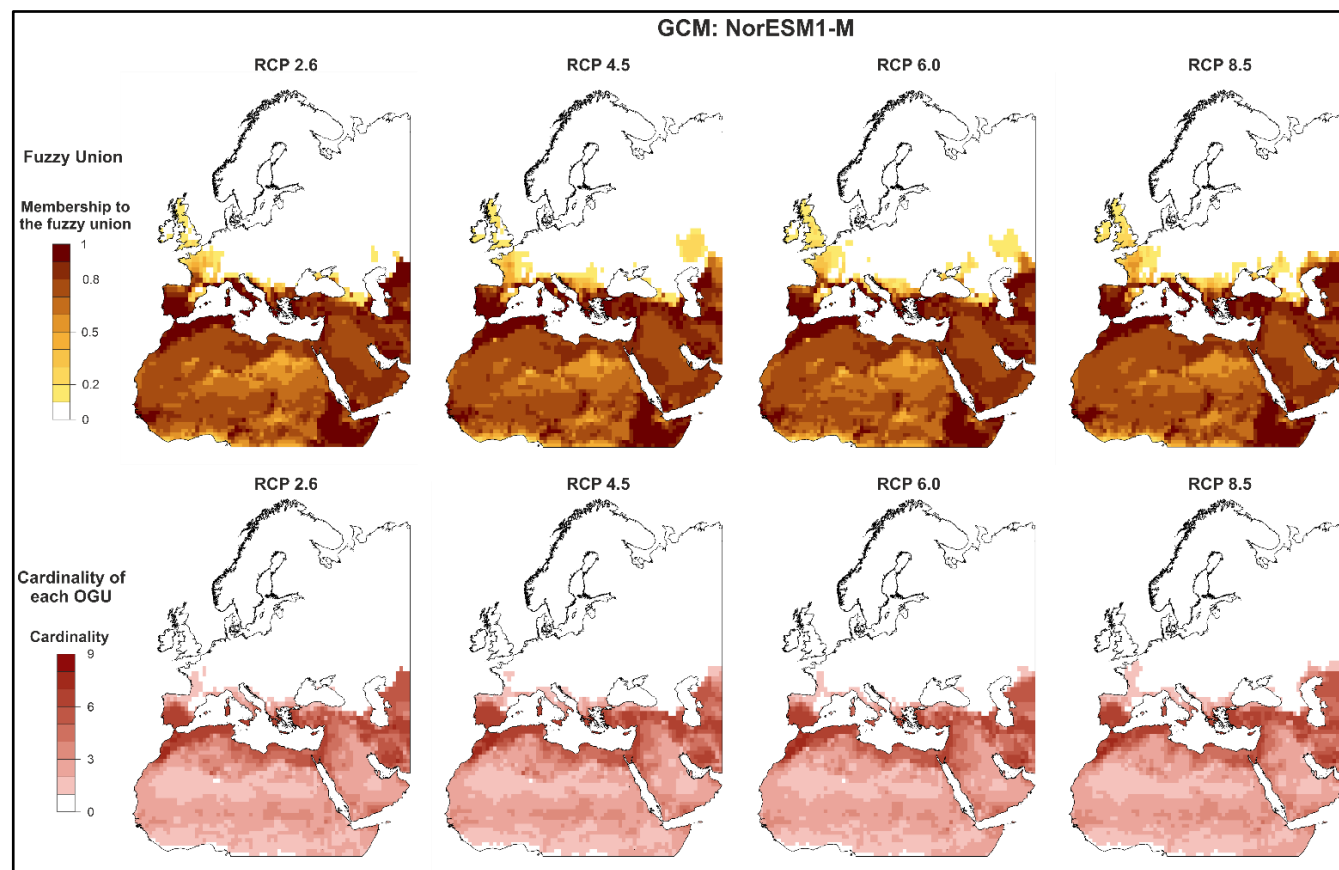 GCM: NorESM1-M
RCP 2.6
RCP 4.5
RCP 6.0
RCP 8.5
Fuzzy Union
Membership to
the fuzzy union
1
0.8
0.5
0.2
0
RCP 2.6
RCP 4.5
RCP 6.0
RCP 8.5
Cardinality of
each OGU
Cardinality
9
6
3
0